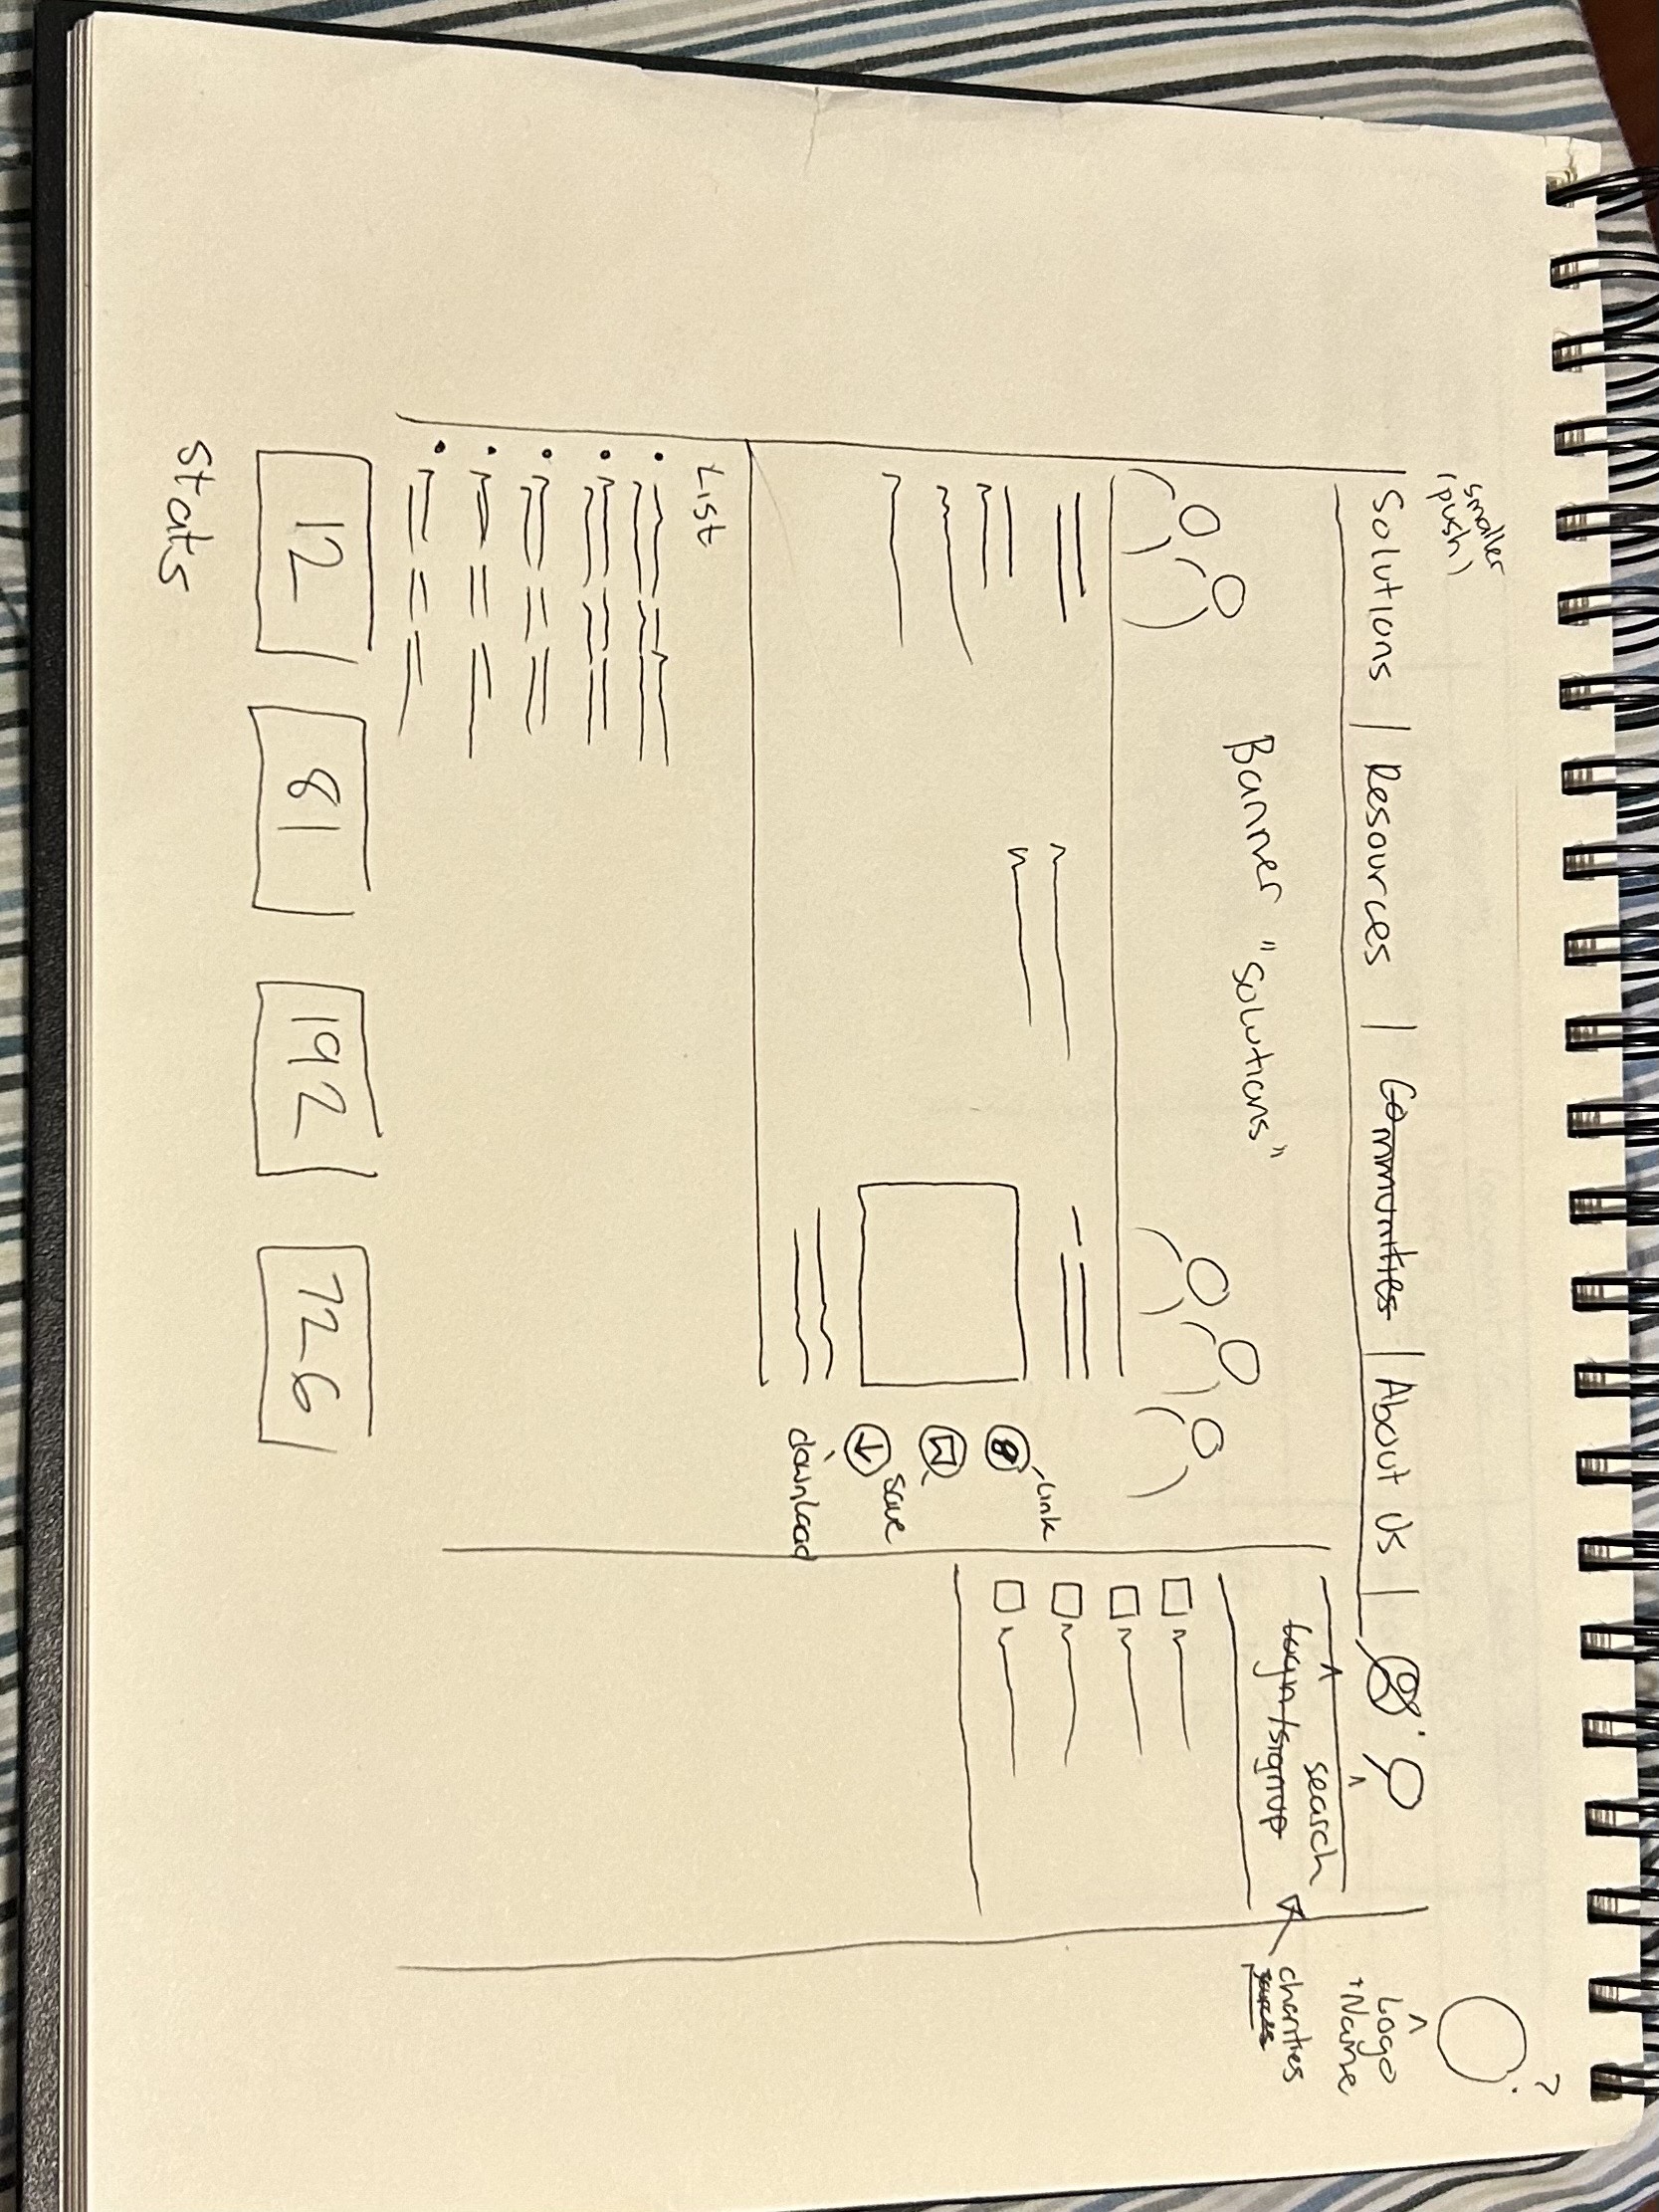 smaller
(push)
Solutions | Resources | Communities | About Us |
?
^
Logo
+Name
Banner "Solutions"
^
search
^
Login/signup
charities
Link
save
download
List
12
81
192
726
Stats